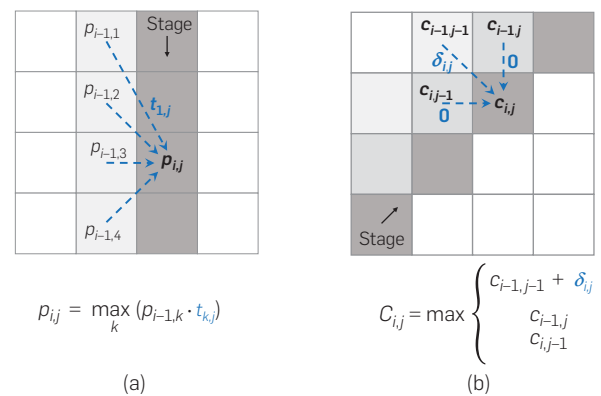 Stage
p_{i−1,1}
p_{i−1,2}
t_{1,j}
p_{i−1,3}
p_{i,j}
p_{i−1,4}
p_{i,j} = max_k (p_{i−1,k} · t_{k,j})
(a)
c_{i−1,j−1} c_{i−1,j}
δ_{i,j} 0
c_{i,j−1} c_{i,j}
0
Stage
C_{i,j} = max { c_{i−1,j−1} + δ_{i,j}
c_{i−1,j}
c_{i,j−1}
(b)